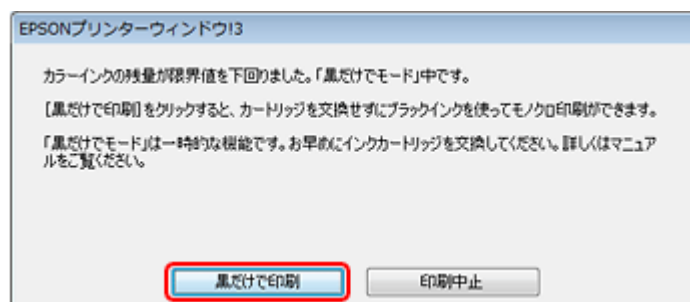 EPSONプリンターウィンドウ!3
カラーインクの残量が限界値を下回りました。「黒だけでモード」中です。
[黒だけで印刷]をクリックすると、カートリッジを交換せずにブラックインクを使ってモノクロ印刷ができます。
「黒だけでモード」は一時的な機能です。お早めにインクカートリッジを交換してください。詳しくはマニュア
ルをご覧ください。
黒だけで印刷
印刷中止